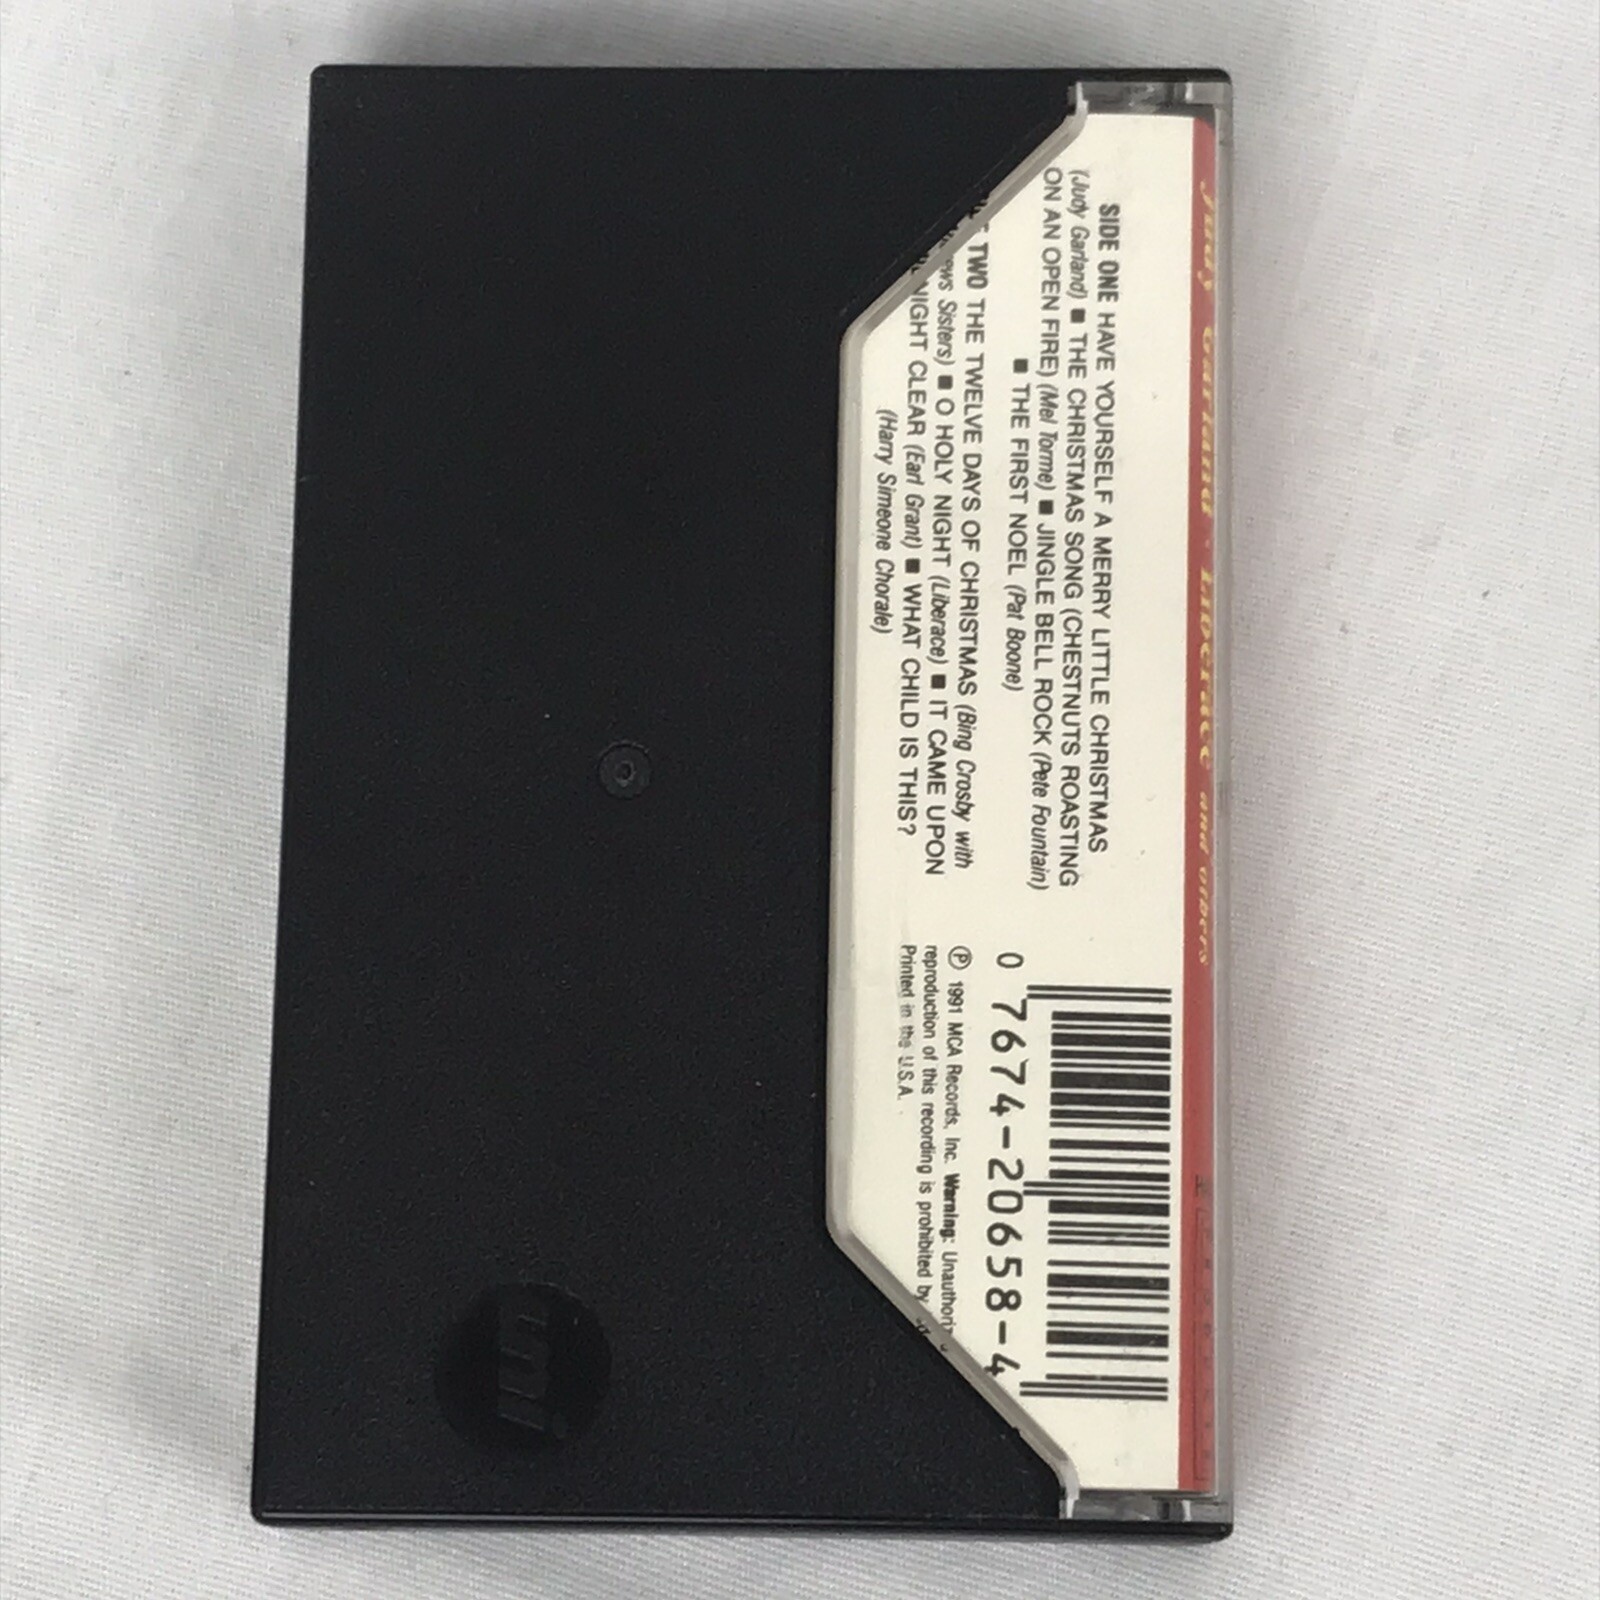 Judy Garland · Liberace and others
SIDE ONE HAVE YOURSELF A MERRY LITTLE CHRISTMAS
(Judy Garland) ■ THE CHRISTMAS SONG (CHESTNUTS ROASTING
ON AN OPEN FIRE) (Mel Torme) ■ JINGLE BELL ROCK (Pete Fountain)
■ THE FIRST NOEL (Pat Boone)
TWO THE TWELVE DAYS OF CHRISTMAS (Bing Crosby with
Sisters) ■ O HOLY NIGHT (Liberace) ■ IT CAME UPON
CLEAR (Earl Grant) ■ WHAT CHILD IS THIS?
(Harry Simeone Chorale)
0 7674-20658-4
℗ 1991 MCA Records, Inc. Warning:
reproduction of this recording is prohibited by
Printed in the U.S.A.